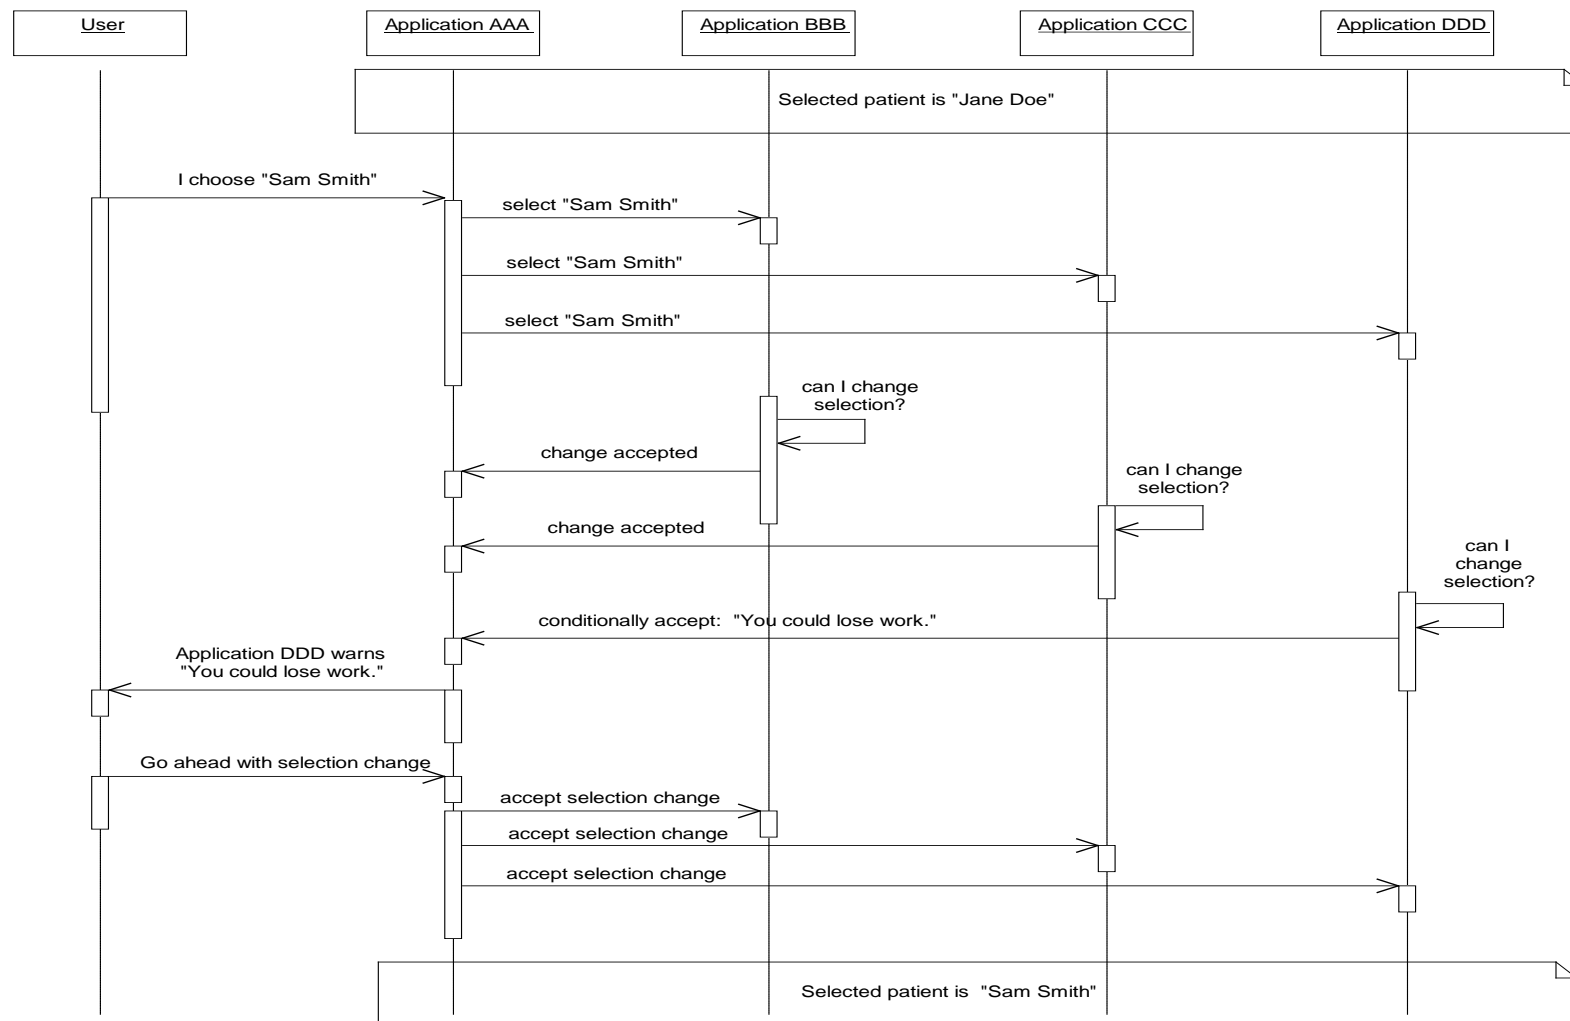 User
Application AAA
Application BBB
Application CCC
Application DDD
Selected patient is "Jane Doe"
I choose "Sam Smith"
select "Sam Smith"
select "Sam Smith"
select "Sam Smith"
can I change
selection?
change accepted
can I change
selection?
change accepted
can I
change
selection?
conditionally accept:  "You could lose work."
Application DDD warns
"You could lose work."
Go ahead with selection change
accept selection change
accept selection change
accept selection change
Selected patient is  "Sam Smith"